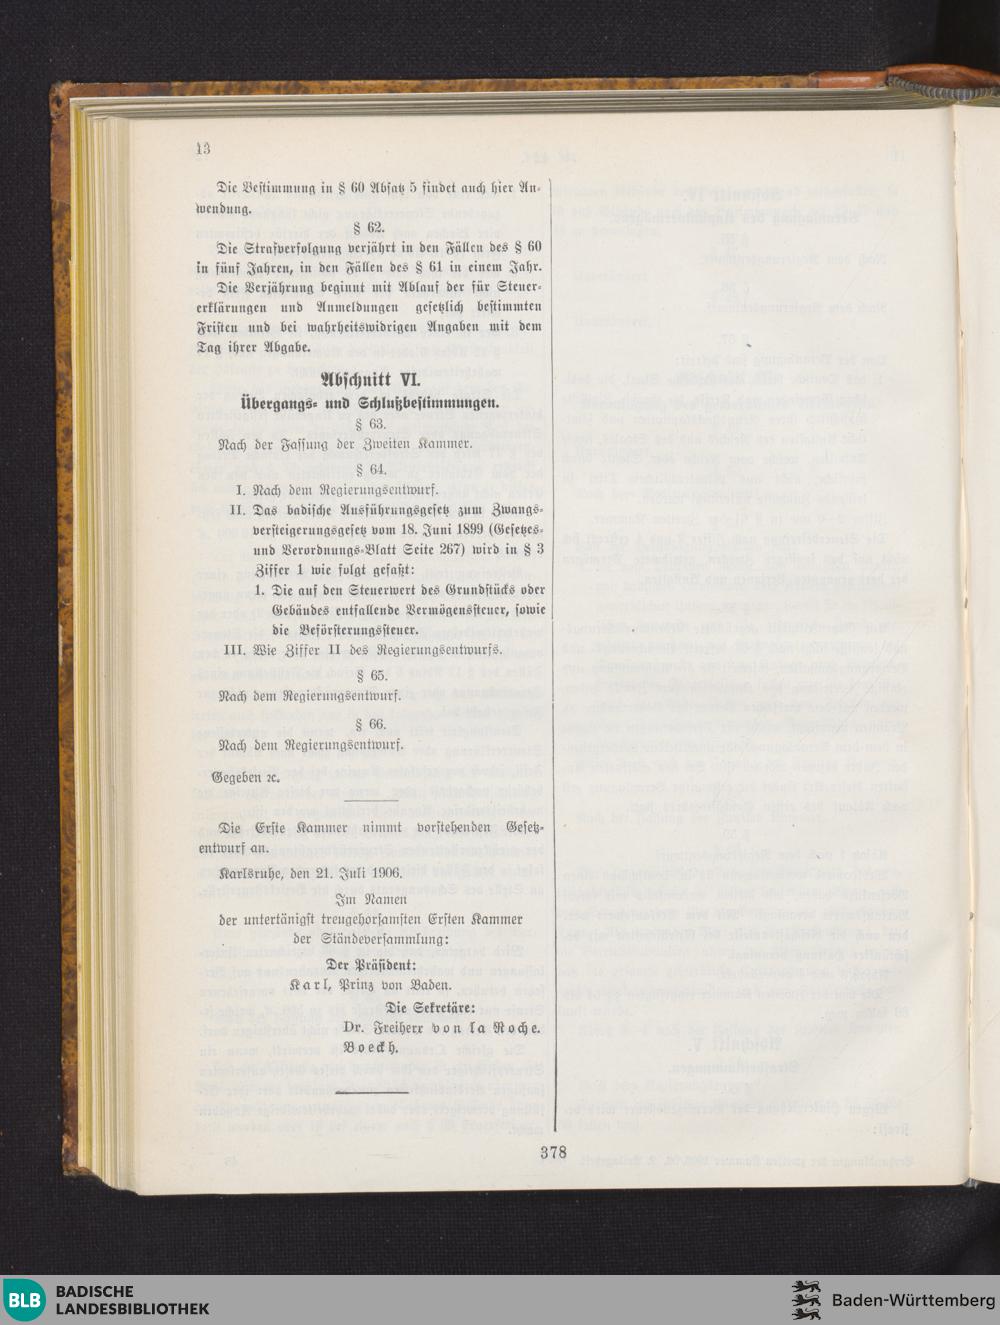 13
Die Bestimmung in § 60 Absatz 5 findet auch hier An-
wendung.
§ 62.
Die Strafverfolgung verjährt in den Fällen des § 60
in fünf Jahren, in den Fällen des § 61 in einem Jahr.
Die Verjährung beginnt mit Ablauf der für Steuer-
erklärungen und Anmeldungen gesetzlich bestimmten
Fristen und bei wahrheitswidrigen Angaben mit dem
Tag ihrer Abgabe.
Abschnitt VI.
Übergangs- und Schlußbestimmungen.
§ 63.
Nach der Fassung der Zweiten Kammer.
§ 64.
I. Nach dem Regierungsentwurf.
II. Das badische Ausführungsgesetz zum Zwangs-
versteigerungsgesetz vom 18. Juni 1899 (Gesetzes-
und Verordnungs-Blatt Seite 267) wird in § 3
Ziffer 1 wie folgt gefaßt:
1. Die auf den Steuerwert des Grundstücks oder
Gebäudes entfallende Vermögenssteuer, sowie
die Beförsterungssteuer.
III. Wie Ziffer II des Regierungsentwurfs.
§ 65.
Nach dem Regierungsentwurf.
§ 66.
Nach dem Regierungsentwurf.
Gegeben ꝛc.
Die Erste Kammer nimmt vorstehenden Gesetz-
entwurf an.
Karlsruhe, den 21. Juli 1906.
Im Namen
der untertänigst treugehorsamsten Ersten Kammer
der Ständeversammlung:
Der Präsident:
Karl, Prinz von Baden.
Die Sekretäre:
Dr. Freiherr von la Roche.
Boeckh.
378
BLB BADISCHE
LANDESBIBLIOTHEK
Baden-Württemberg